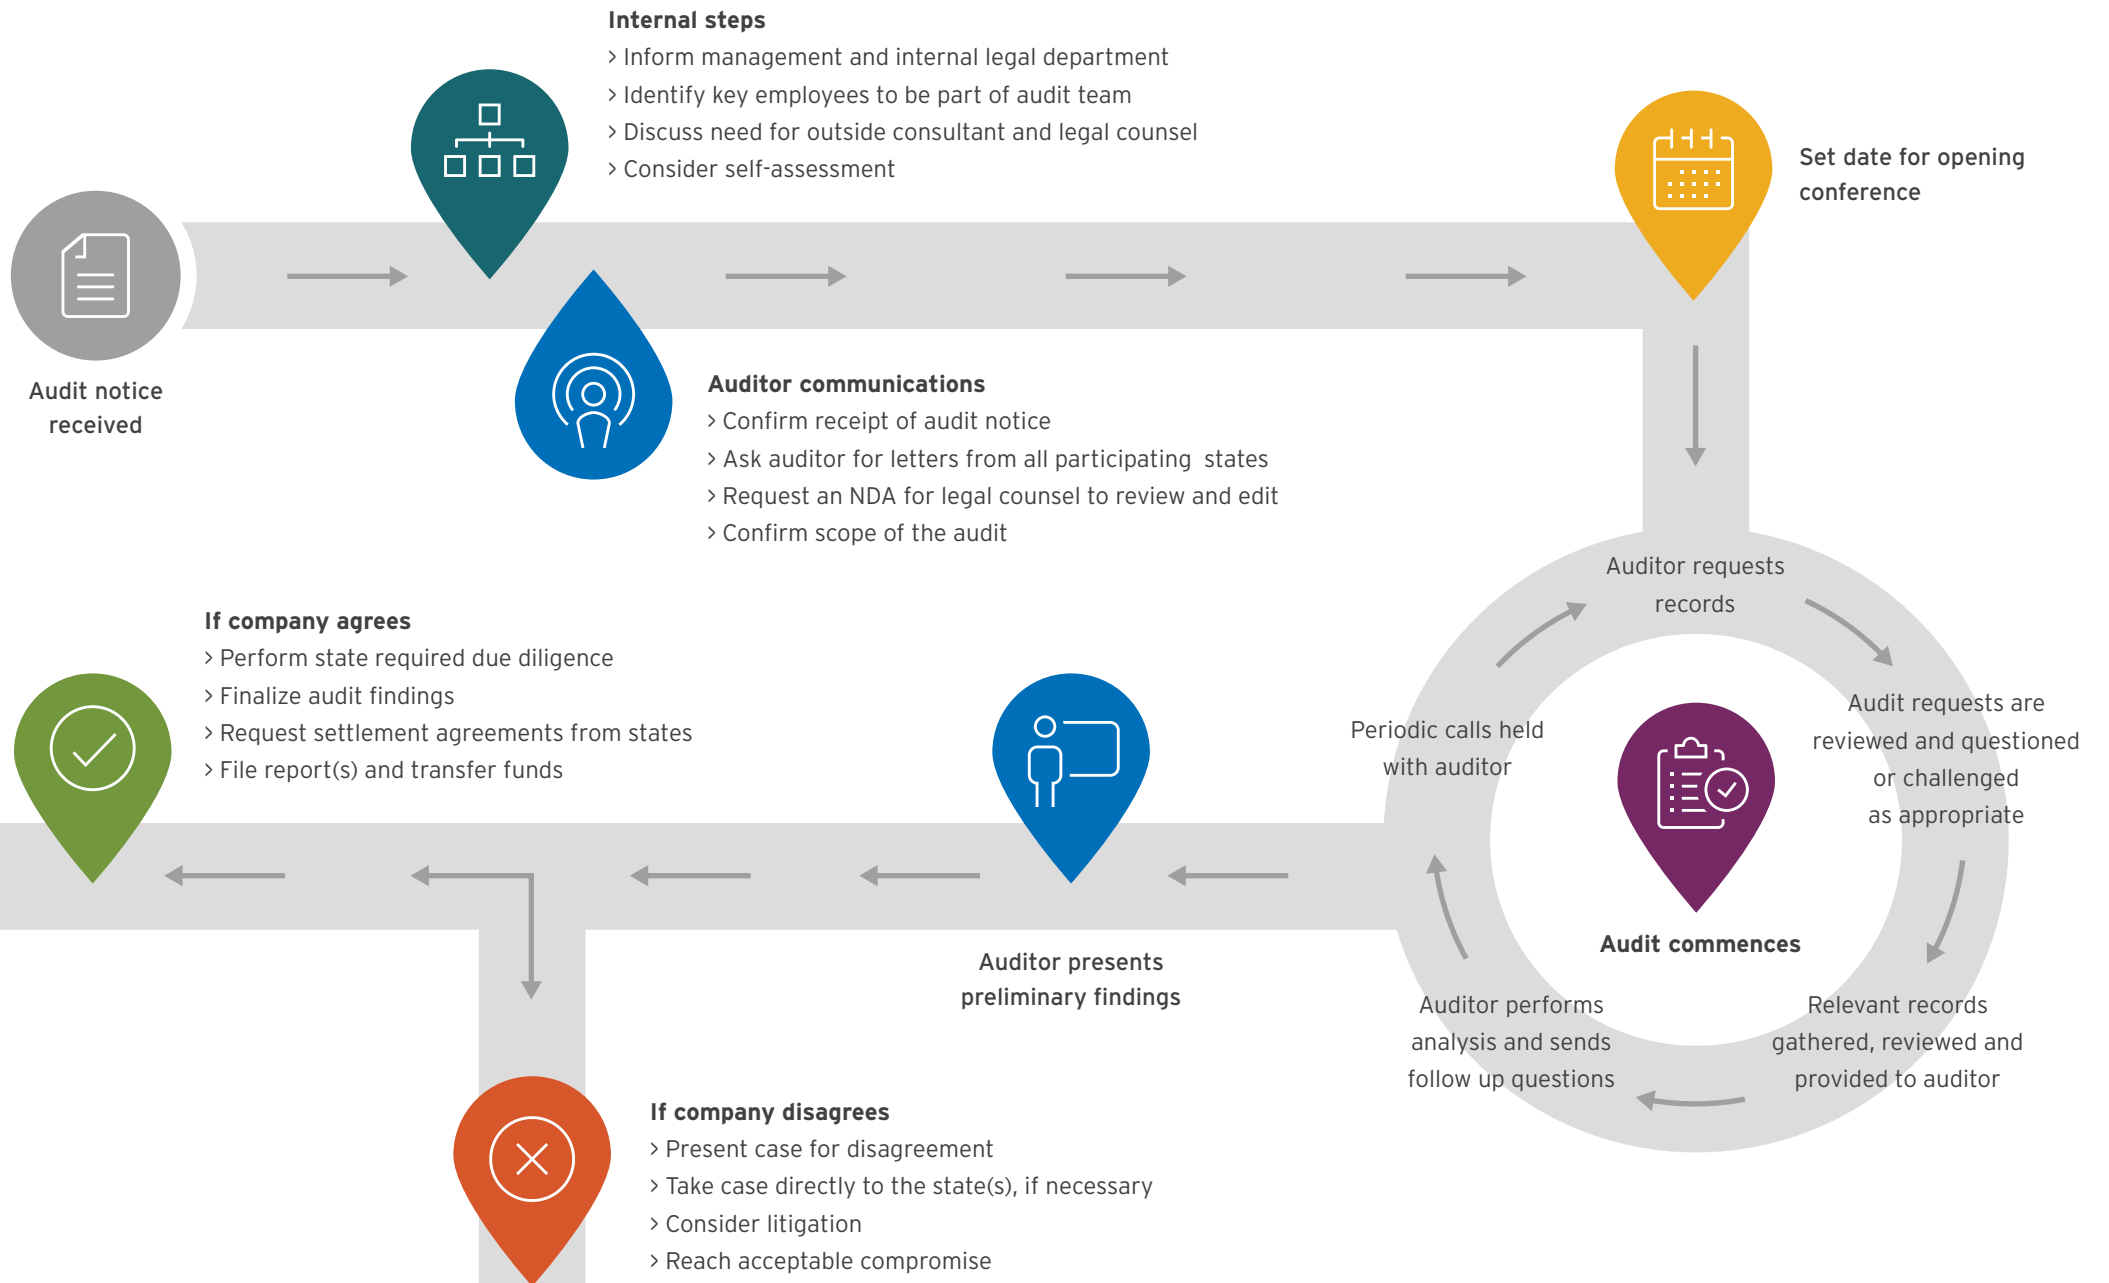 Internal steps
> Inform management and internal legal department
> Identify key employees to be part of audit team
> Discuss need for outside consultant and legal counsel
> Consider self-assessment
Set date for opening
conference
Audit notice
received
Auditor communications
> Confirm receipt of audit notice
> Ask auditor for letters from all participating states
> Request an NDA for legal counsel to review and edit
> Confirm scope of the audit
Auditor requests
records
Audit requests are
reviewed and questioned
or challenged
as appropriate
Relevant records
gathered, reviewed and
provided to auditor
Auditor performs
analysis and sends
follow up questions
Periodic calls held
with auditor
Audit commences
Auditor presents
preliminary findings
If company agrees
> Perform state required due diligence
> Finalize audit findings
> Request settlement agreements from states
> File report(s) and transfer funds
If company disagrees
> Present case for disagreement
> Take case directly to the state(s), if necessary
> Consider litigation
> Reach acceptable compromise